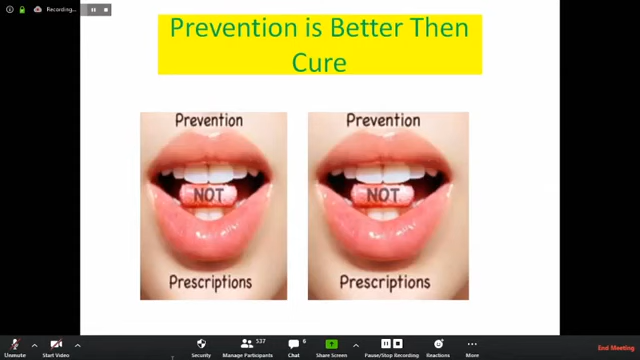 Recording...
Prevention is Better Then
Cure
Prevention
NOT
Prescriptions
Prevention
NOT
Prescriptions
Unmute
Start Video
Security
537
Manage Participants
6
Chat
Share Screen
Pause/Stop Recording
Reactions
More
End Meeting